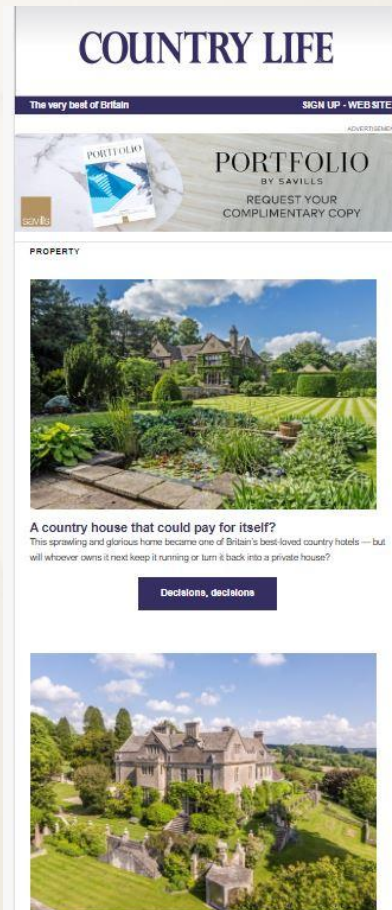 COUNTRY LIFE
The very best of Britain
SIGN UP - WEBSITE
ADVERTISEMENT
PORTFOLIO
PORTFOLIO
BY SAVILLS
REQUEST YOUR
COMPLIMENTARY COPY
savills
PROPERTY
A country house that could pay for itself?
This sprawling and glorious home became one of Britain's best-loved country hotels — but
will whoever owns it next keep it running or turn it back into a private house?
Decisions, decisions